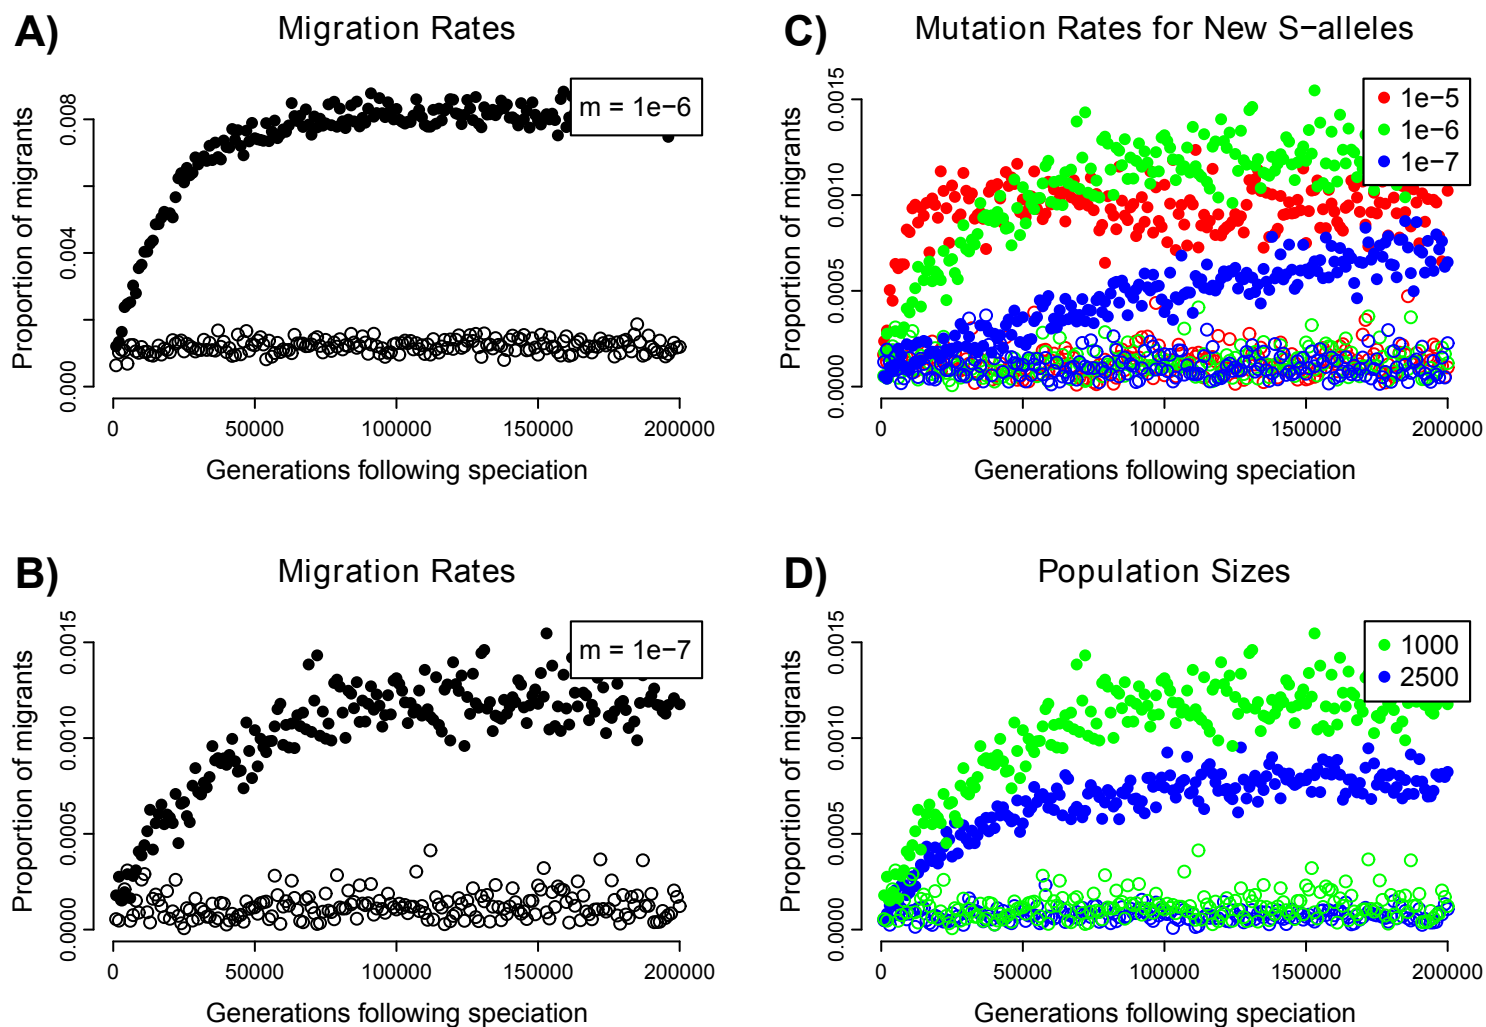 A)
Migration Rates
Proportion of migrants
0.008
0.004
0.000
m = 1e−6
0 50000 100000 150000 200000
Generations following speciation
C)
Mutation Rates for New S−alleles
Proportion of migrants
0.0015
0.0010
0.0005
0.0000
1e−5
1e−6
1e−7
0 50000 100000 150000 200000
Generations following speciation
B)
Migration Rates
Proportion of migrants
0.0015
0.0010
0.0005
0.0000
m = 1e−7
0 50000 100000 150000 200000
Generations following speciation
D)
Population Sizes
Proportion of migrants
0.0015
0.0010
0.0005
0.0000
1000
2500
0 50000 100000 150000 200000
Generations following speciation